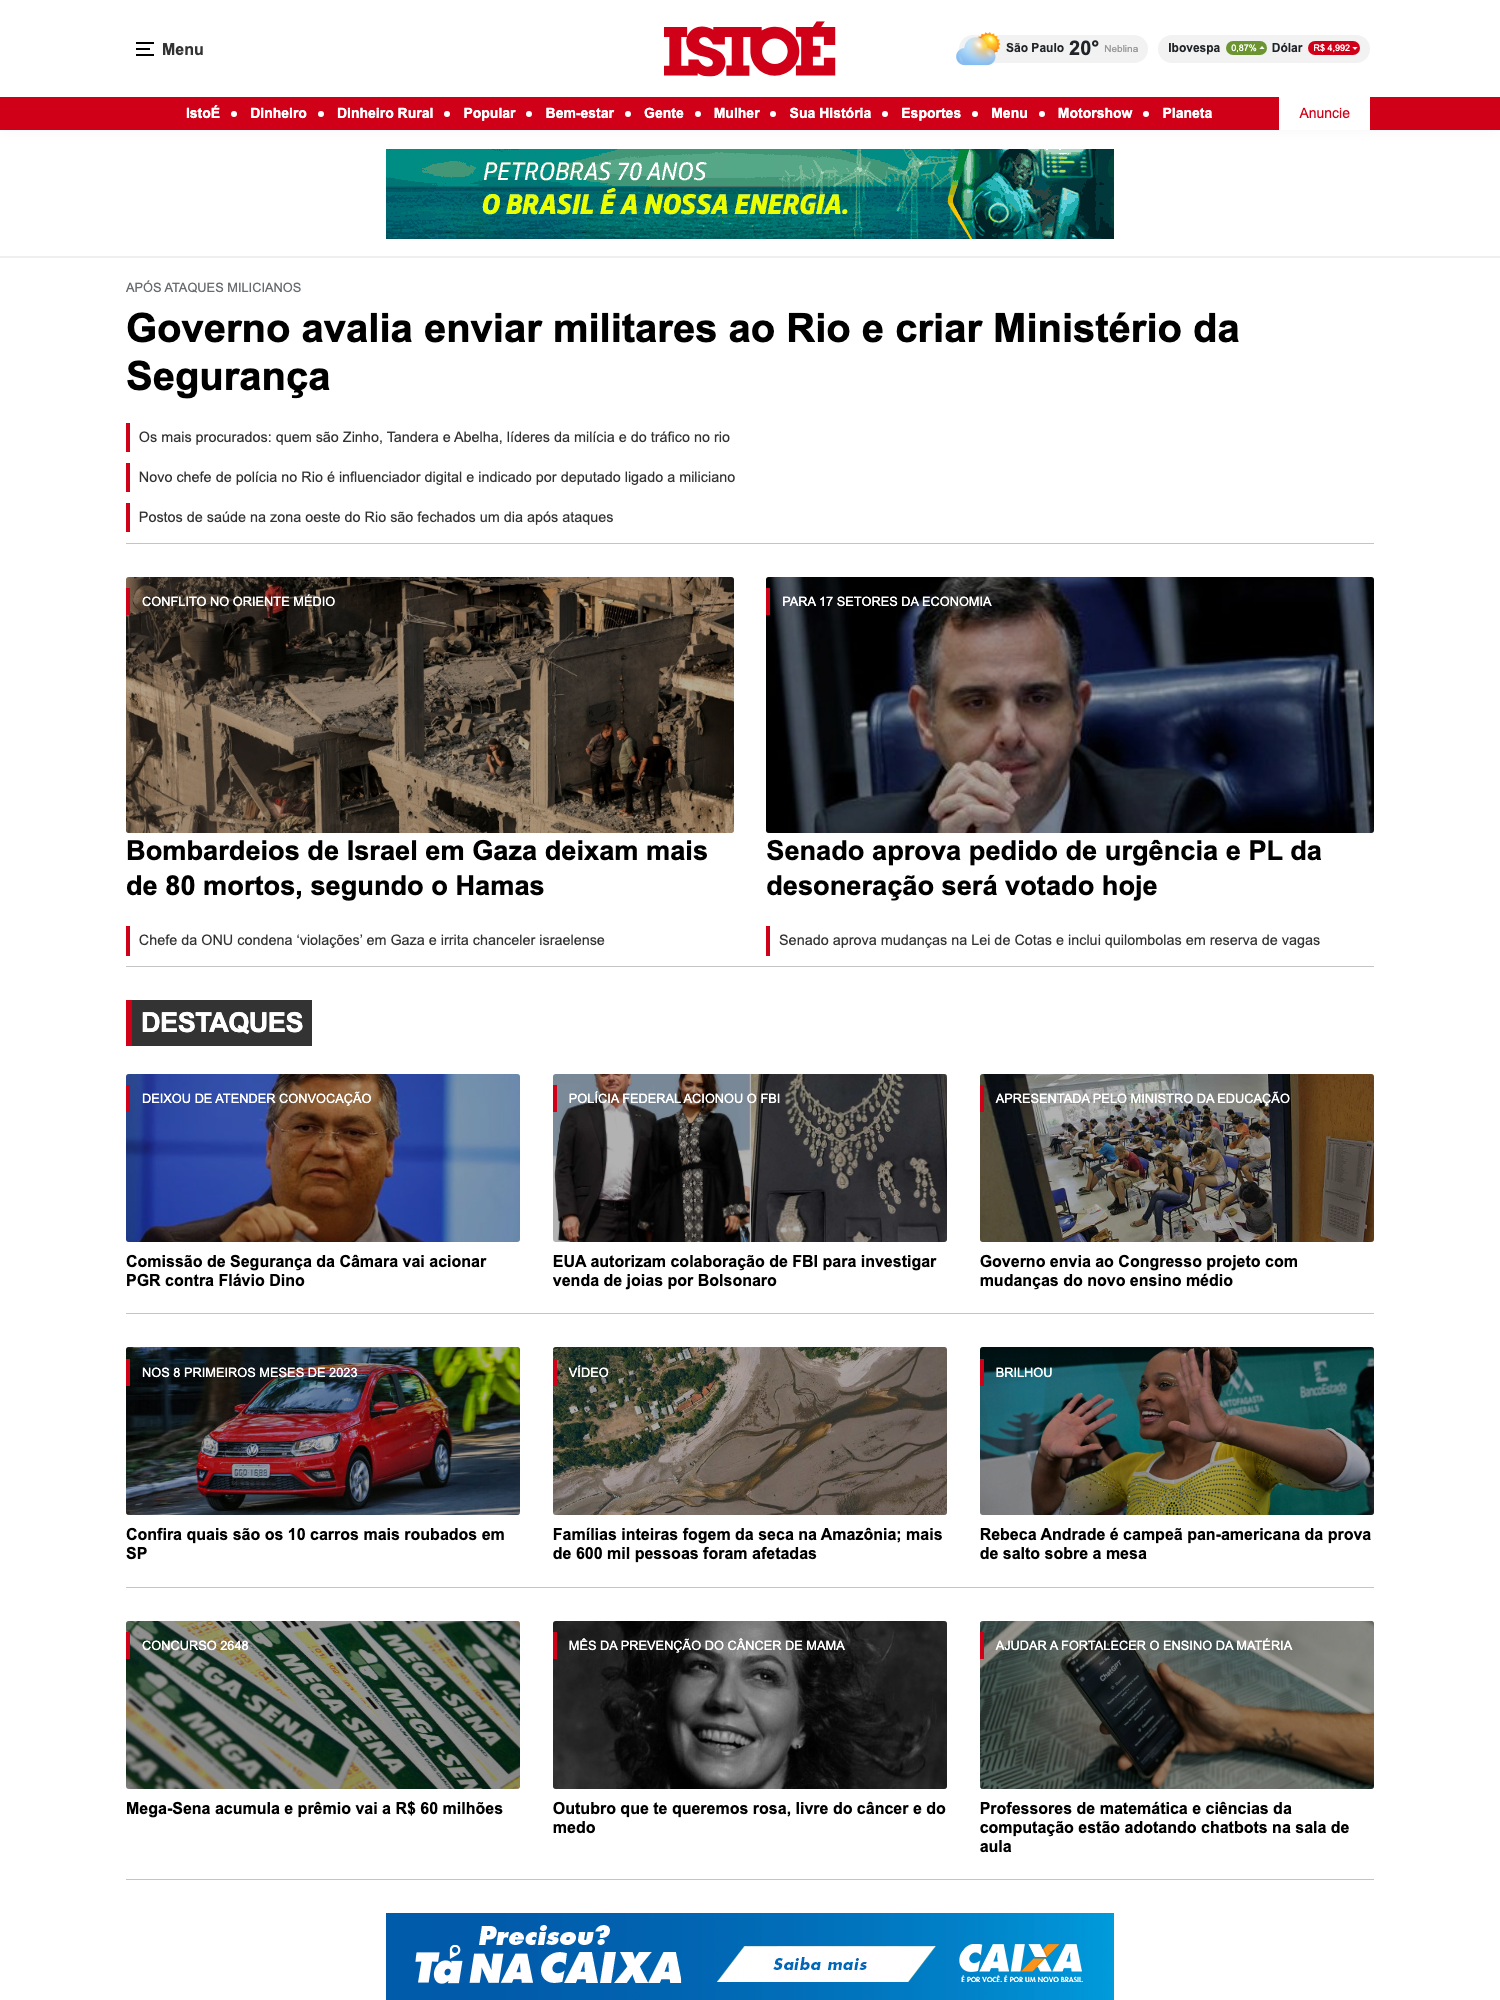 Menu
ISTOÉ
São Paulo 20° Neblina
Ibovespa 0,87% Dólar R$ 4,992
IstoÉ • Dinheiro • Dinheiro Rural • Popular • Bem-estar • Gente • Mulher • Sua História • Esportes • Menu • Motorshow • Planeta
Anuncie
PETROBRAS 70 ANOS
O BRASIL É A NOSSA ENERGIA.
APÓS ATAQUES MILICIANOS
Governo avalia enviar militares ao Rio e criar Ministério da
Segurança
Os mais procurados: quem são Zinho, Tandera e Abelha, líderes da milícia e do tráfico no rio
Novo chefe de polícia no Rio é influenciador digital e indicado por deputado ligado a miliciano
Postos de saúde na zona oeste do Rio são fechados um dia após ataques
CONFLITO NO ORIENTE MÉDIO
Bombardeios de Israel em Gaza deixam mais
de 80 mortos, segundo o Hamas
Chefe da ONU condena ‘violações’ em Gaza e irrita chanceler israelense
PARA 17 SETORES DA ECONOMIA
Senado aprova pedido de urgência e PL da
desoneração será votado hoje
Senado aprova mudanças na Lei de Cotas e inclui quilombolas em reserva de vagas
DESTAQUES
DEIXOU DE ATENDER CONVOCAÇÃO
Comissão de Segurança da Câmara vai acionar
PGR contra Flávio Dino
POLÍCIA FEDERAL ACIONOU O FBI
EUA autorizam colaboração de FBI para investigar
venda de joias por Bolsonaro
APRESENTADA PELO MINISTRO DA EDUCAÇÃO
Governo envia ao Congresso projeto com
mudanças do novo ensino médio
NOS 8 PRIMEIROS MESES DE 2023
Confira quais são os 10 carros mais roubados em
SP
VÍDEO
Famílias inteiras fogem da seca na Amazônia; mais
de 600 mil pessoas foram afetadas
BRILHOU
BancoEstado
MINERALS
Rebeca Andrade é campeã pan-americana da prova
de salto sobre a mesa
CONCURSO 2648
MEGA-SENA
MEGA-SENA
MEGA-SENA
Mega-Sena acumula e prêmio vai a R$ 60 milhões
MÊS DA PREVENÇÃO DO CÂNCER DE MAMA
Outubro que te queremos rosa, livre do câncer e do
medo
AJUDAR A FORTALECER O ENSINO DA MATÉRIA
ChatGPT
Professores de matemática e ciências da
computação estão adotando chatbots na sala de
aula
Precisou?
Tá NA CAIXA
Saiba mais
CAIXA
É POR VOCÊ. É POR UM NOVO BRASIL.